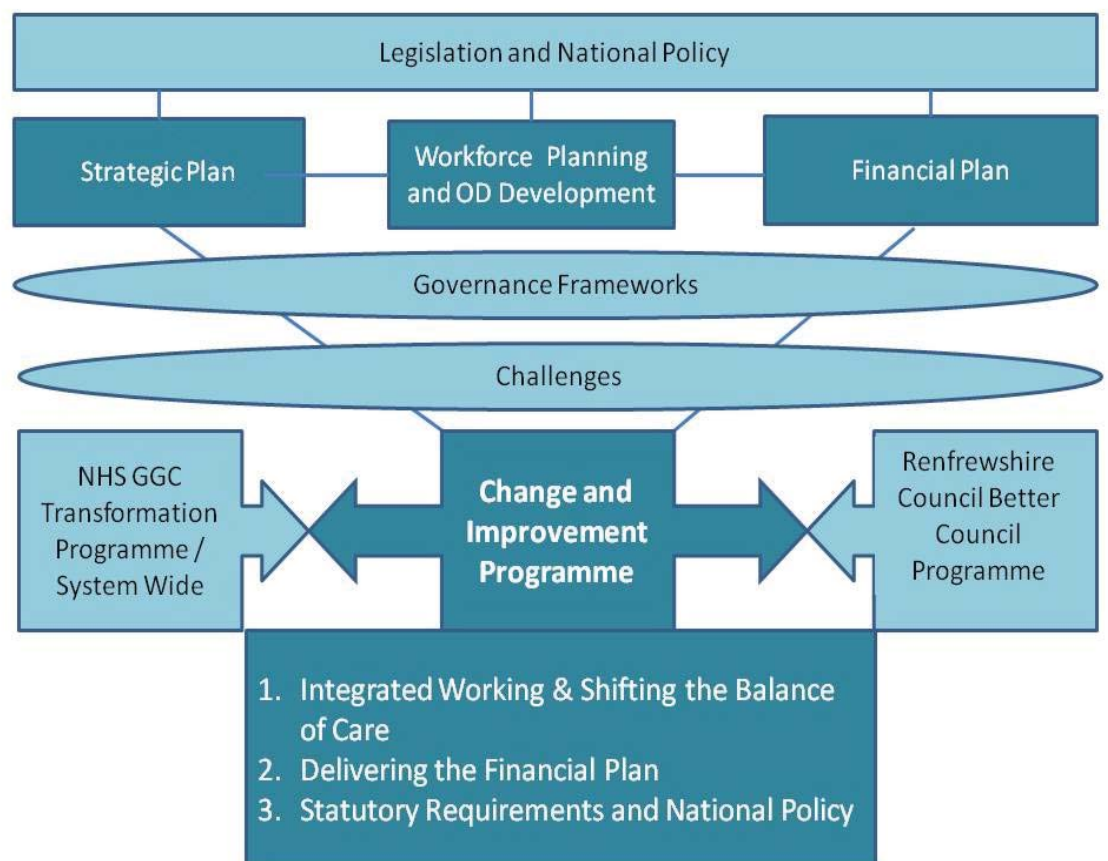 Legislation and National Policy
Strategic Plan
Workforce Planning
and OD Development
Financial Plan
Governance Frameworks
Challenges
NHS GGC
Transformation
Programme /
System Wide
Change and
Improvement
Programme
Renfrewshire
Council Better
Council
Programme
1. Integrated Working & Shifting the Balance
of Care
2. Delivering the Financial Plan
3. Statutory Requirements and National Policy